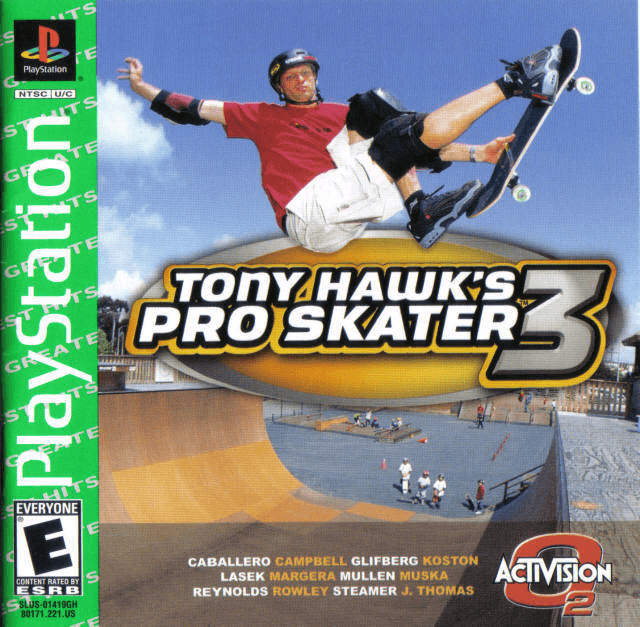 PlayStation
NTSC U/C
PlayStation
GREATEST HITS
TONY HAWK'S
PRO SKATER 3
TM
EVERYONE
E
CONTENT RATED BY
ESRB
SLUS-01419GH
80171.221.US
CABALLERO CAMPBELL GLIFBERG KOSTON
LASEK MARGERA MULLEN MUSKA
REYNOLDS ROWLEY STEAMER J. THOMAS
ACTIVISION
O2